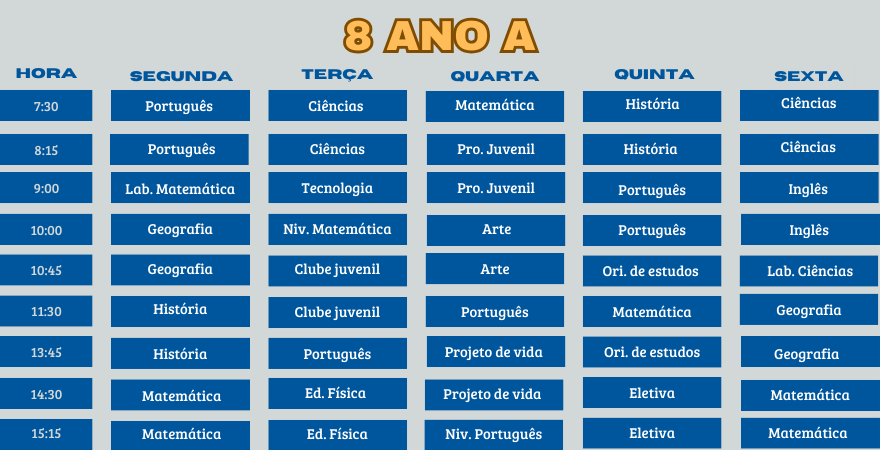 8 ANO A
HORA SEGUNDA TERÇA QUARTA QUINTA SEXTA
7:30 Português Ciências Matemática História Ciências
8:15 Português Ciências Pro. Juvenil História Ciências
9:00 Lab. Matemática Tecnologia Pro. Juvenil Português Inglês
10:00 Geografia Niv. Matemática Arte Português Inglês
10:45 Geografia Clube juvenil Arte Ori. de estudos Lab. Ciências
11:30 História Clube juvenil Português Matemática Geografia
13:45 História Português Projeto de vida Ori. de estudos Geografia
14:30 Matemática Ed. Física Projeto de vida Eletiva Matemática
15:15 Matemática Ed. Física Niv. Português Eletiva Matemática